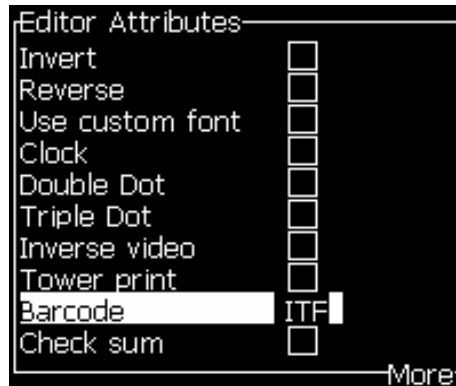 Editor Attributes
Invert
Reverse
Use custom font
Clock
Double Dot
Triple Dot
Inverse video
Tower print
Barcode ITF
Check sum
More